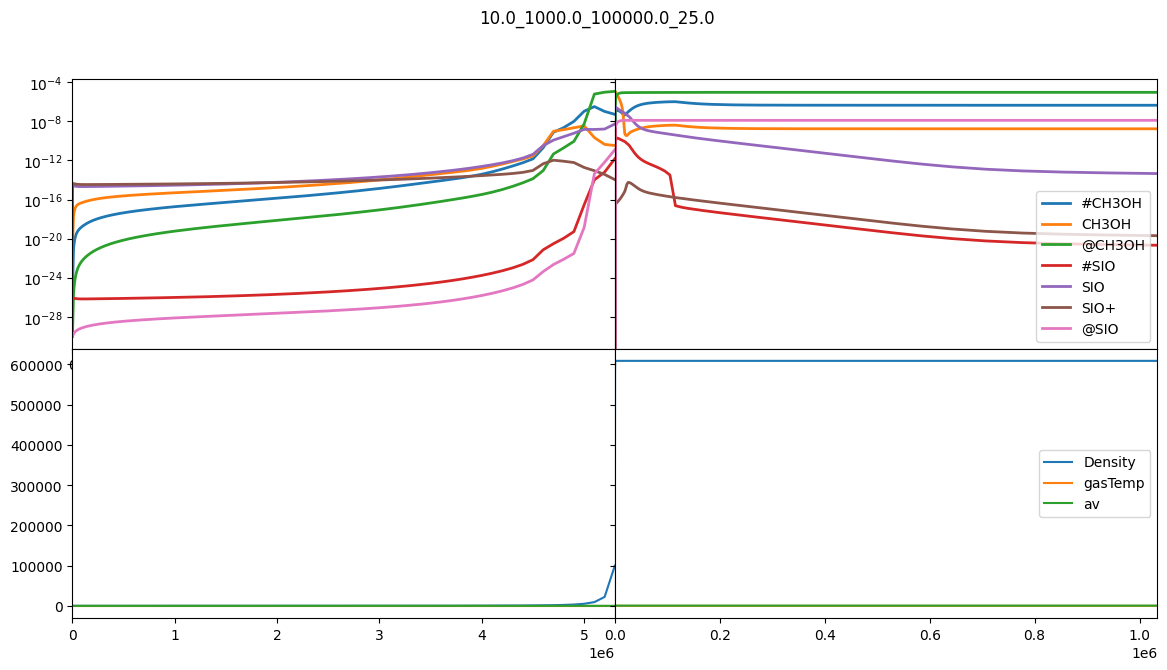 10.0_1000.0_100000.0_25.0
10⁻⁴
10⁻⁸
10⁻¹²
10⁻¹⁶
10⁻²⁰
10⁻²⁴
10⁻²⁸
#CH3OH
CH3OH
@CH3OH
#SIO
SIO
SIO+
@SIO
600000
500000
400000
300000
200000
100000
0
Density
gasTemp
av
0 1 2 3 4 5 0.0 0.2 0.4 0.6 0.8 1.0
1e6 1e6